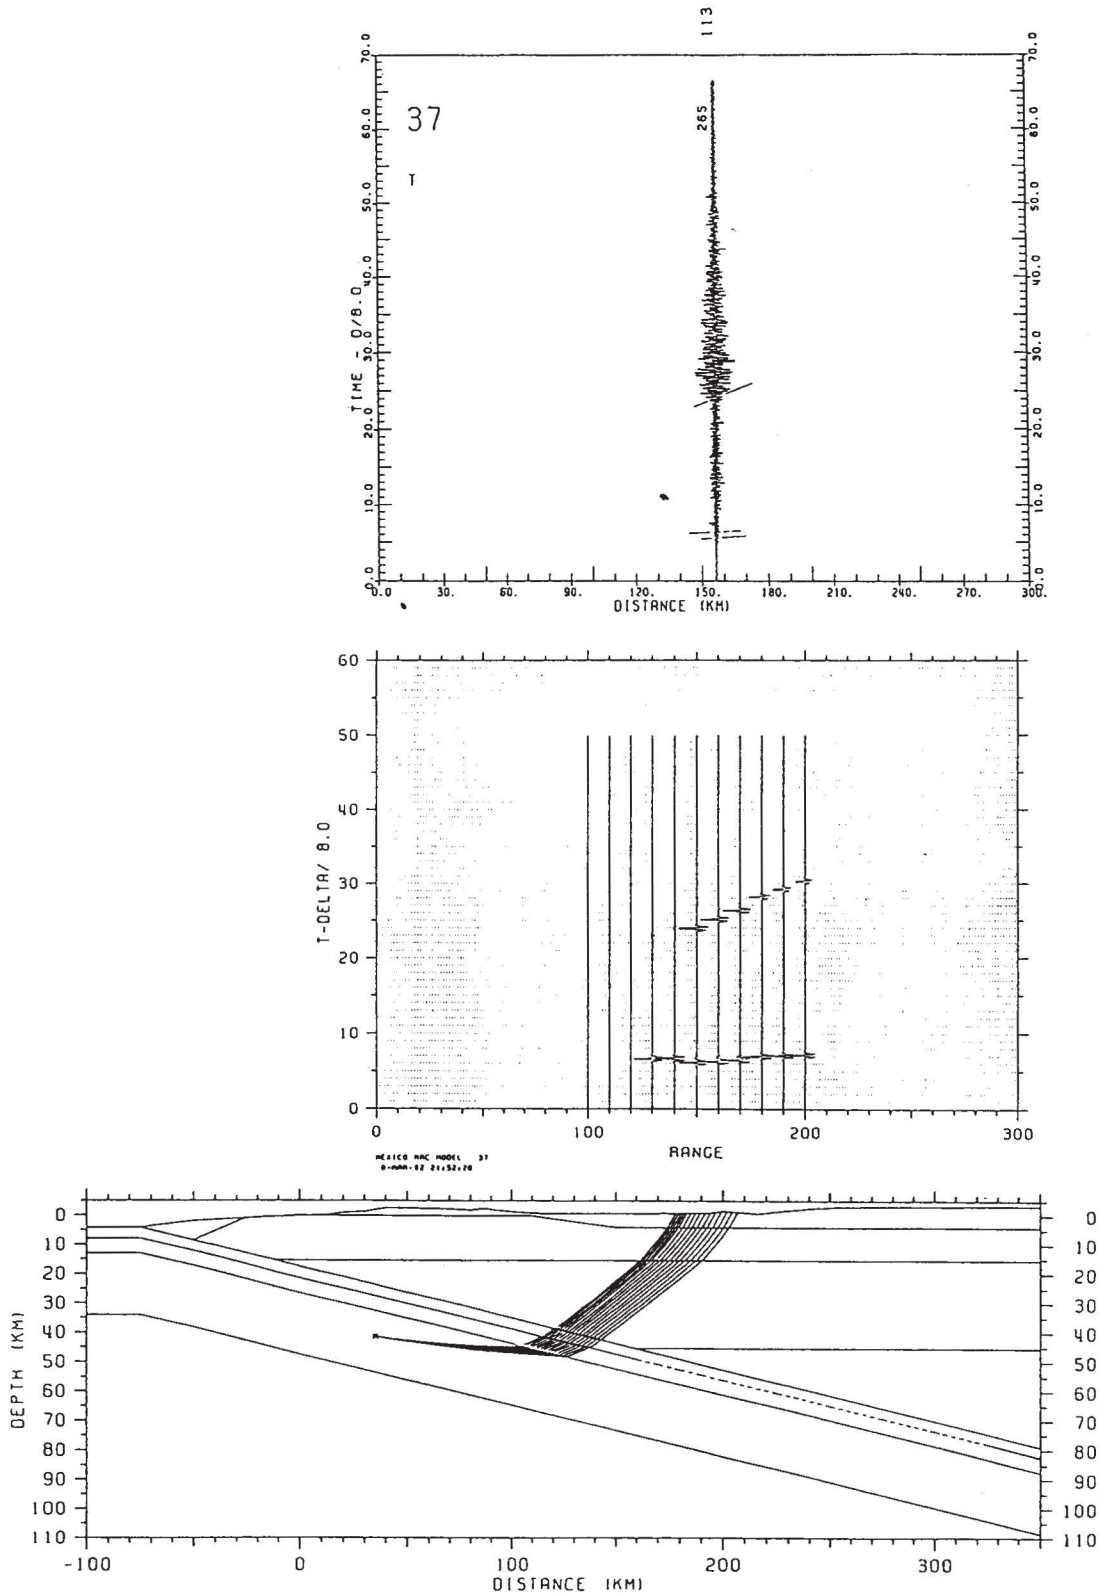 113
70.0 70.0
37
265
60.0 60.0
T
50.0 50.0
40.0 40.0
TIME - D/8.0
30.0 30.0
20.0 20.0
10.0 10.0
0.0 0.0
0.0 30. 60. 90. 120. 150. 180. 210. 240. 270. 300.
DISTANCE (KM)
60
50
40
T-DELTA/ 8.0
30
20
10
0
0 100 200 300
RANGE
MEXICO MAC MODEL 37
0 0
10 10
20 20
30 30
40 40
50 50
DEPTH (KM)
60 60
70 70
80 80
90 90
100 100
110 110
-100 0 100 200 300
DISTANCE (KM)